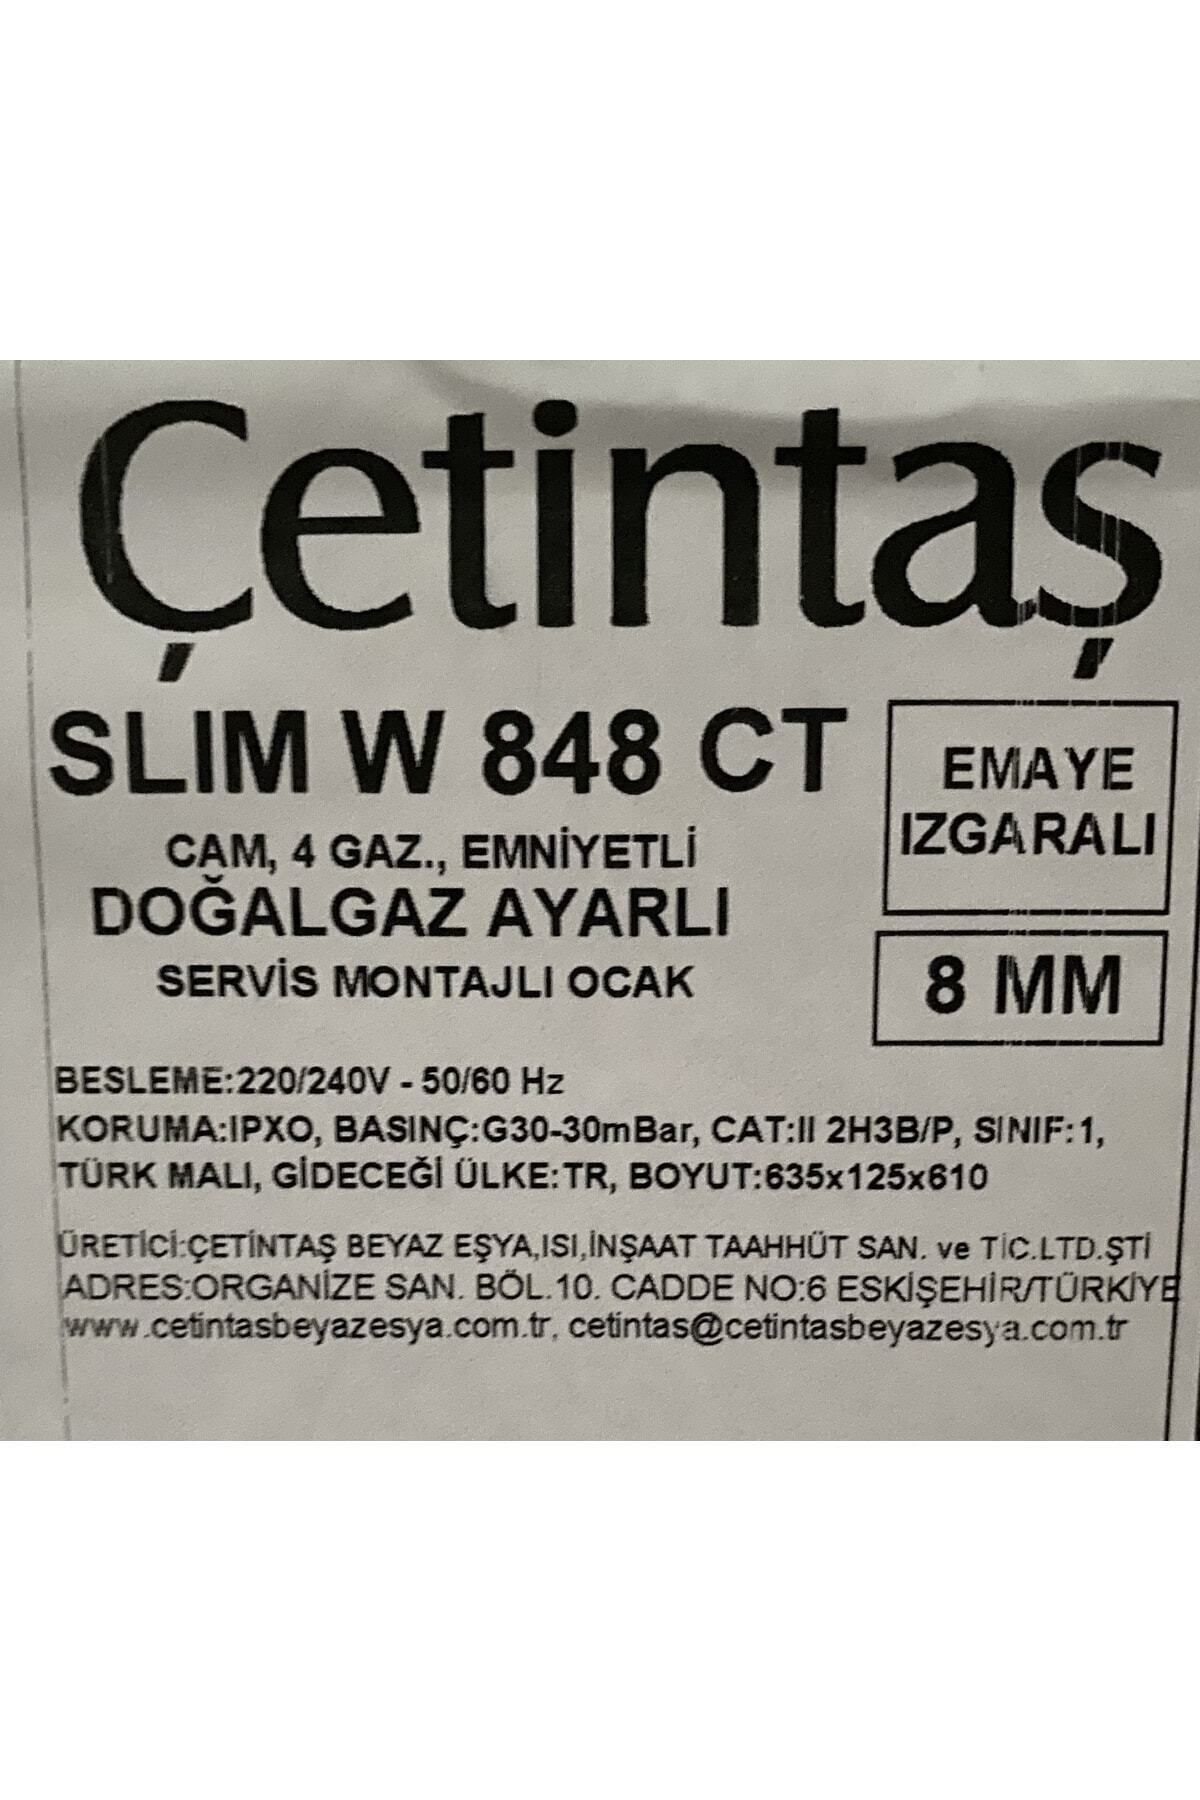 Çetintaş
SLIM W 848 CT
EMAYE
IZGARALI
CAM, 4 GAZ., EMNİYETLİ
DOĞALGAZ AYARLI
SERVİS MONTAJLI OCAK
8 MM
BESLEME:220/240V - 50/60 Hz
KORUMA:IPXO, BASINÇ:G30-30mBar, CAT:II 2H3B/P, SINIF:1,
TÜRK MALI, GİDECEĞİ ÜLKE:TR, BOYUT:635x125x610
ÜRETİCİ:ÇETİNTAŞ BEYAZ EŞYA,ISI,İNŞAAT TAAHHÜT SAN. ve TİC.LTD.ŞTİ
ADRES:ORGANİZE SAN. BÖL.10. CADDE NO:6 ESKİŞEHİR/TÜRKİYE
www.cetintasbeyazesya.com.tr, cetintas@cetintasbeyazesya.com.tr